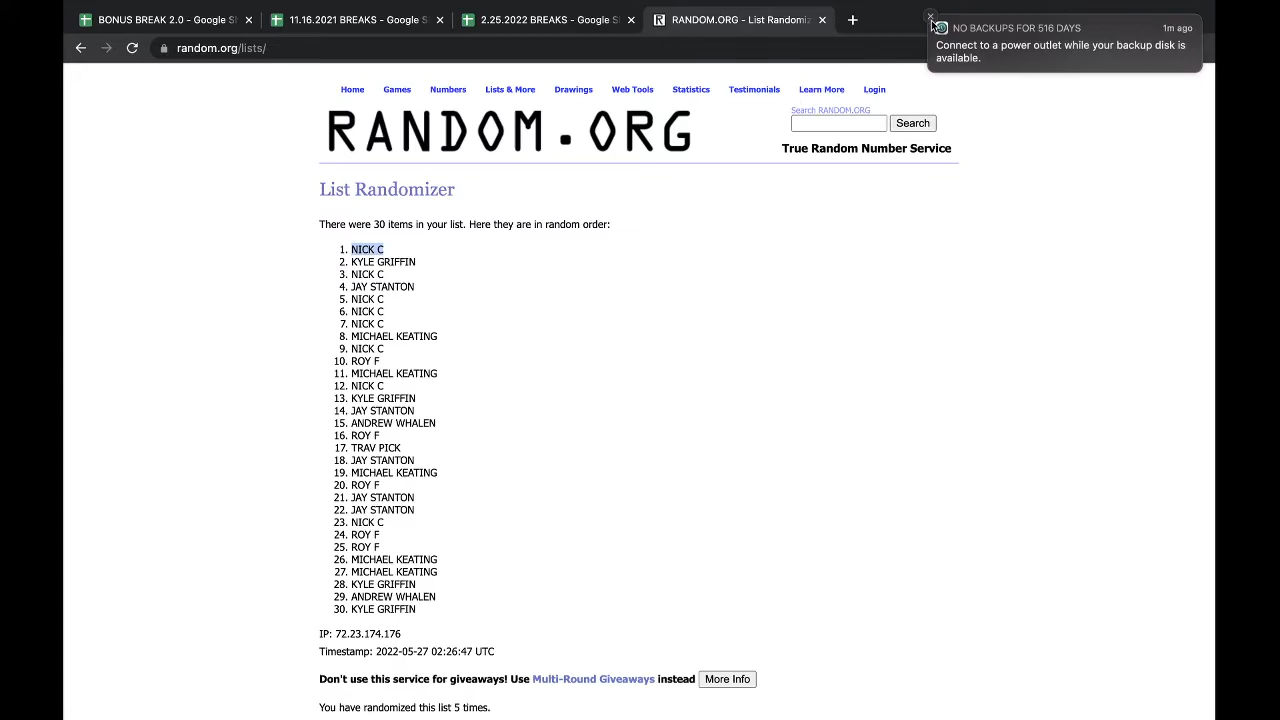 BONUS BREAK 2.0 - Google S
11.16.2021 BREAKS - Google S
2.25.2022 BREAKS - Google S
RANDOM.ORG - List Randomiz
NO BACKUPS FOR 516 DAYS
1m ago
Connect to a power outlet while your backup disk is
available.
random.org/lists/
Home Games Numbers Lists & More Drawings Web Tools Statistics Testimonials Learn More Login
RANDOM.ORG
Search RANDOM.ORG
Search
True Random Number Service
List Randomizer
There were 30 items in your list. Here they are in random order:
1. NICK C
2. KYLE GRIFFIN
3. NICK C
4. JAY STANTON
5. NICK C
6. NICK C
7. NICK C
8. MICHAEL KEATING
9. NICK C
10. ROY F
11. MICHAEL KEATING
12. NICK C
13. KYLE GRIFFIN
14. JAY STANTON
15. ANDREW WHALEN
16. ROY F
17. TRAV PICK
18. JAY STANTON
19. MICHAEL KEATING
20. ROY F
21. JAY STANTON
22. JAY STANTON
23. NICK C
24. ROY F
25. ROY F
26. MICHAEL KEATING
27. MICHAEL KEATING
28. KYLE GRIFFIN
29. ANDREW WHALEN
30. KYLE GRIFFIN
IP: 72.23.174.176
Timestamp: 2022-05-27 02:26:47 UTC
Don't use this service for giveaways! Use Multi-Round Giveaways instead More Info
You have randomized this list 5 times.